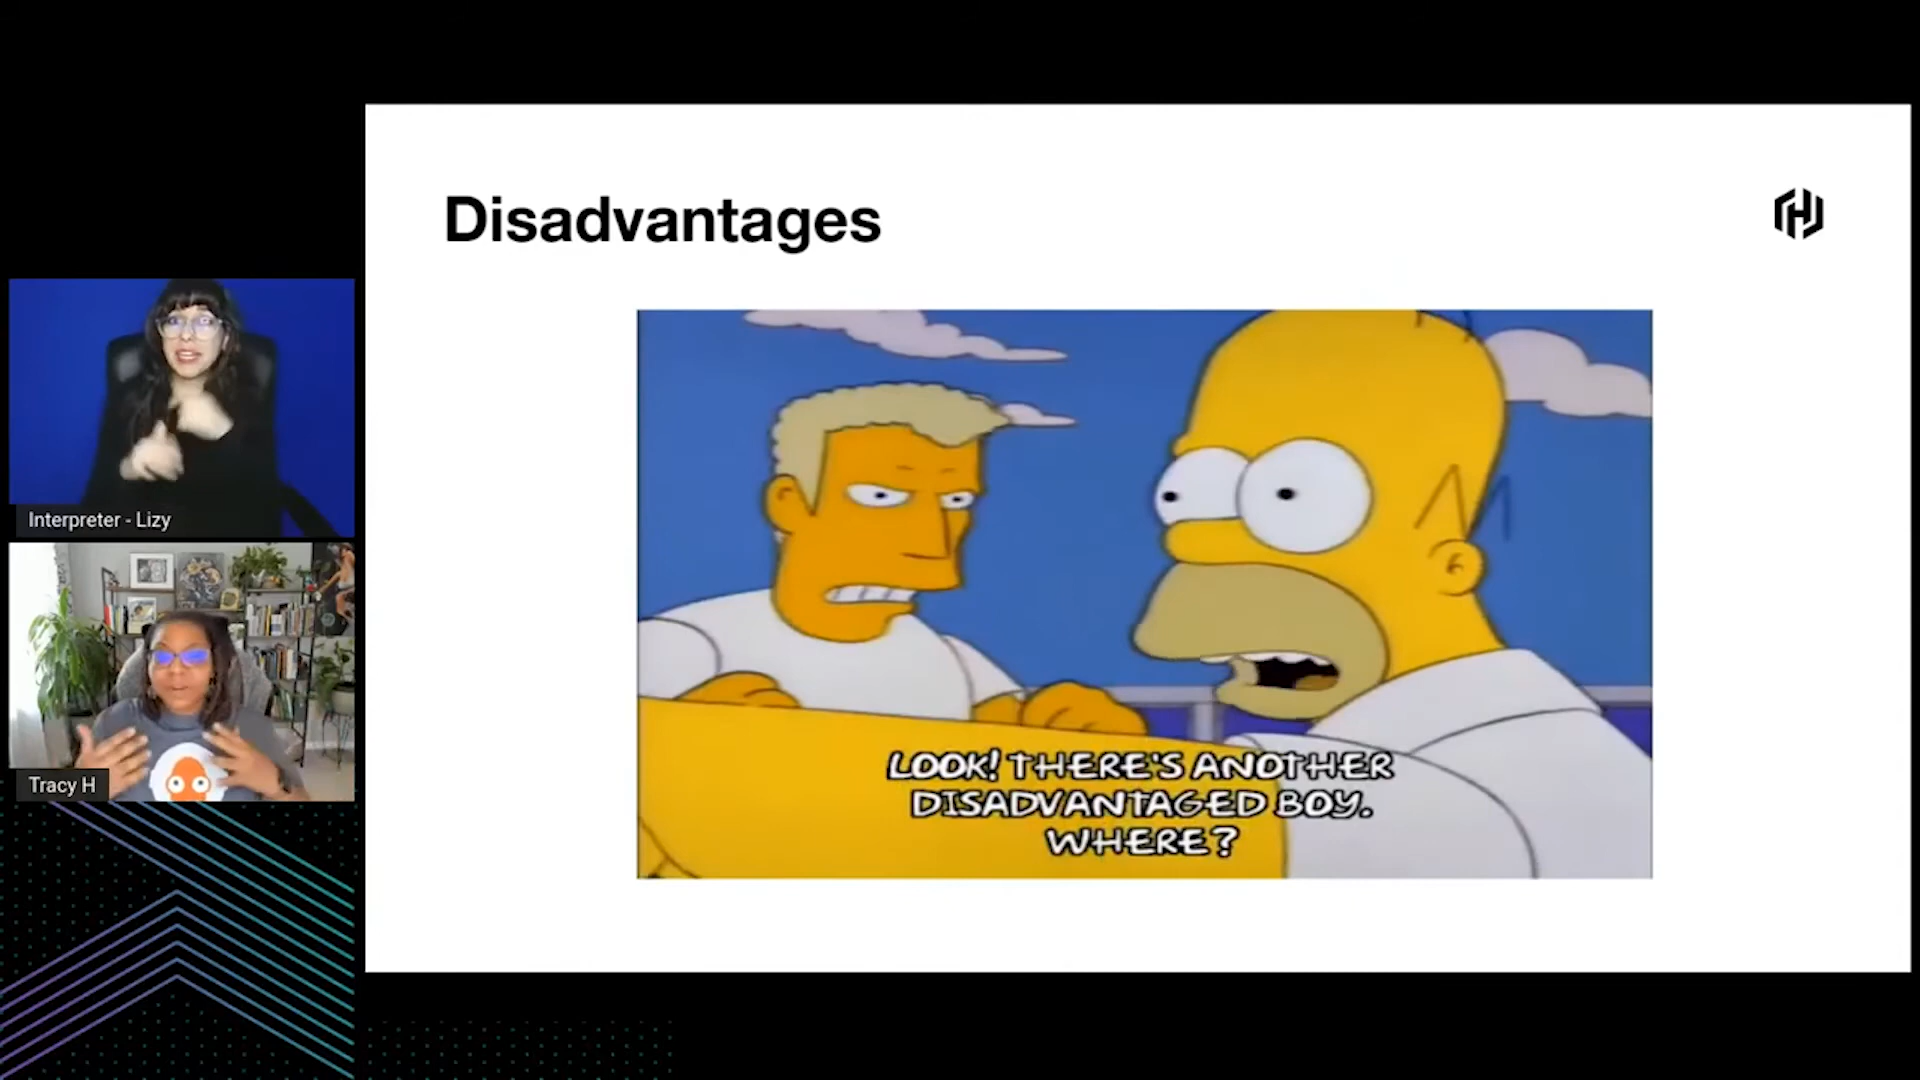 Disadvantages
Interpreter - Lizy
Tracy H
LOOK! THERE'S ANOTHER
DISADVANTAGED BOY.
WHERE?